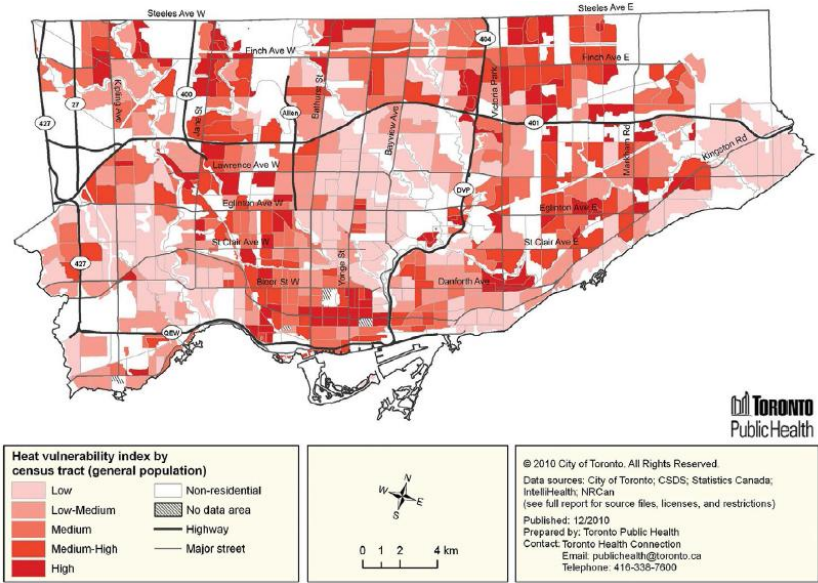 Steeles Ave W
Steeles Ave E
404
Finch Ave W
Finch Ave E
Kipling Ave
27
400
427
Jane St
Allen
Bathurst St
Bayview Ave
Victoria Park
401
Markham Rd
Kingston Rd
Lawrence Ave W
DVP
Eglinton Ave W
Eglinton Ave E
St Clair Ave W
St Clair Ave E
427
Bloor St W
Yonge St
Danforth Ave
QEW
TORONTO
Public Health
Heat vulnerability index by
census tract (general population)
Low
Low-Medium
Medium
Medium-High
High
Non-residential
No data area
Highway
Major street
N
W
E
S
0 1 2 4 km
© 2010 City of Toronto. All Rights Reserved.
Data sources: City of Toronto; CSDS; Statistics Canada;
IntelliHealth; NRCan
(see full report for source files, licenses, and restrictions)
Published: 12/2010
Prepared by: Toronto Public Health
Contact: Toronto Health Connection
Email: publichealth@toronto.ca
Telephone: 416-338-7600